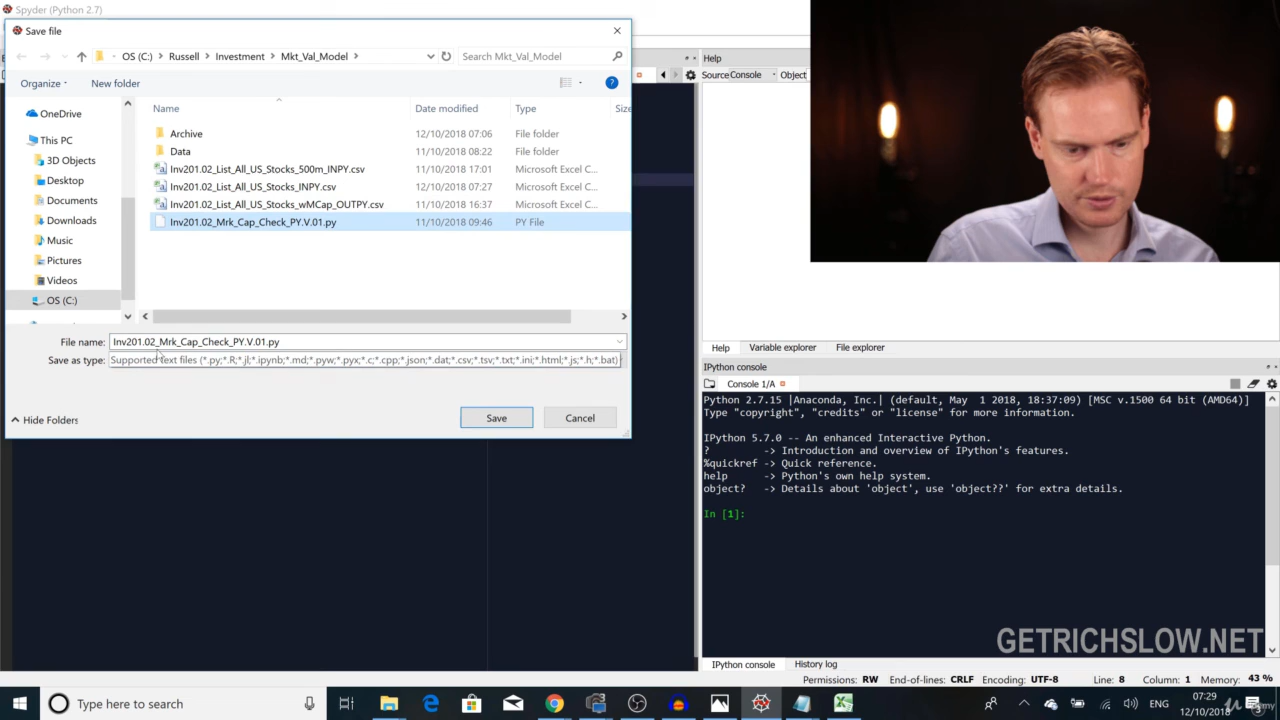 Spyder (Python 2.7)
Save file
OS (C:) Russell Investment Mkt_Val_Model
Search Mkt_Val_Model
Organize
New folder
Name
Date modified
Type
Size
OneDrive
This PC
3D Objects
Desktop
Documents
Downloads
Music
Pictures
Videos
OS (C:)
Archive 12/10/2018 07:06 File folder
Data 11/10/2018 08:22 File folder
Inv201.02_List_All_US_Stocks_500m_INPY.csv 11/10/2018 17:01 Microsoft Excel C...
Inv201.02_List_All_US_Stocks_INPY.csv 12/10/2018 07:27 Microsoft Excel C...
Inv201.02_List_All_US_Stocks_wMCap_OUTPY.csv 11/10/2018 16:37 Microsoft Excel C...
Inv201.02_Mrk_Cap_Check_PY.V.01.py 11/10/2018 09:46 PY File
File name: Inv201.02_Mrk_Cap_Check_PY.V.01.py
Save as type: Supported text files (*.py;*.R;*.jl;*.ipynb;*.md;*.pyw;*.pyx;*.c;*.cpp;*.json;*.dat;*.csv;*.tsv;*.txt;*.ini;*.html;*.js;*.h;*.bat)
Hide Folders
Save
Cancel
Help
Source Console Object
Help Variable explorer File explorer
IPython console
Console 1/A
Python 2.7.15 |Anaconda, Inc.| (default, May 1 2018, 18:37:09) [MSC v.1500 64 bit (AMD64)]
Type "copyright", "credits" or "license" for more information.
IPython 5.7.0 -- An enhanced Interactive Python.
? -> Introduction and overview of IPython's features.
%quickref -> Quick reference.
help -> Python's own help system.
object? -> Details about 'object', use 'object??' for extra details.
In [1]:
GETRICHSLOW.NET
IPython console History log
Permissions: RW End-of-lines: CRLF Encoding: UTF-8 Line: 8 Column: 1 Memory: 43 %
Type here to search
ENG
07:29
12/10/2018